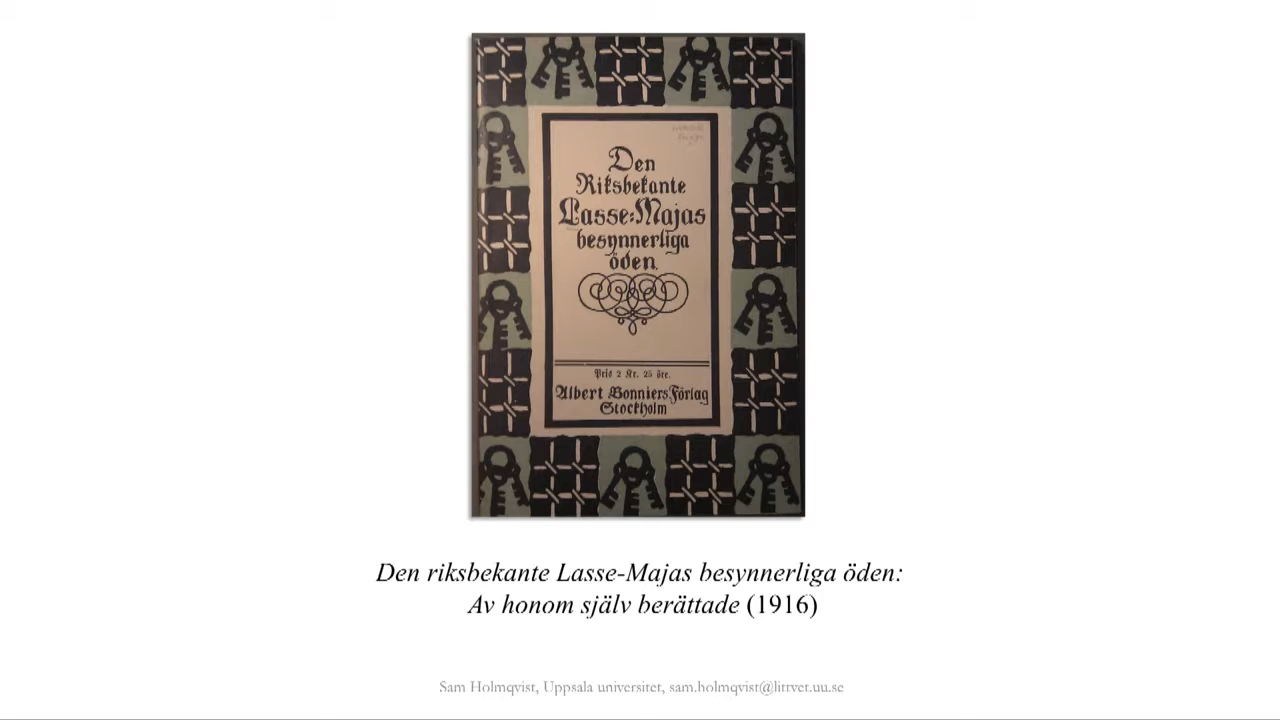 Den
Riksbekante
Lasse-Majas
besynnerliga
öden.
Pris 2 Kr. 25 öre.
Albert Bonniers Förlag
Stockholm
Den riksbekante Lasse-Majas besynnerliga öden:
Av honom själv berättade (1916)
Sam Holmqvist, Uppsala universitet, sam.holmqvist@littvet.uu.se